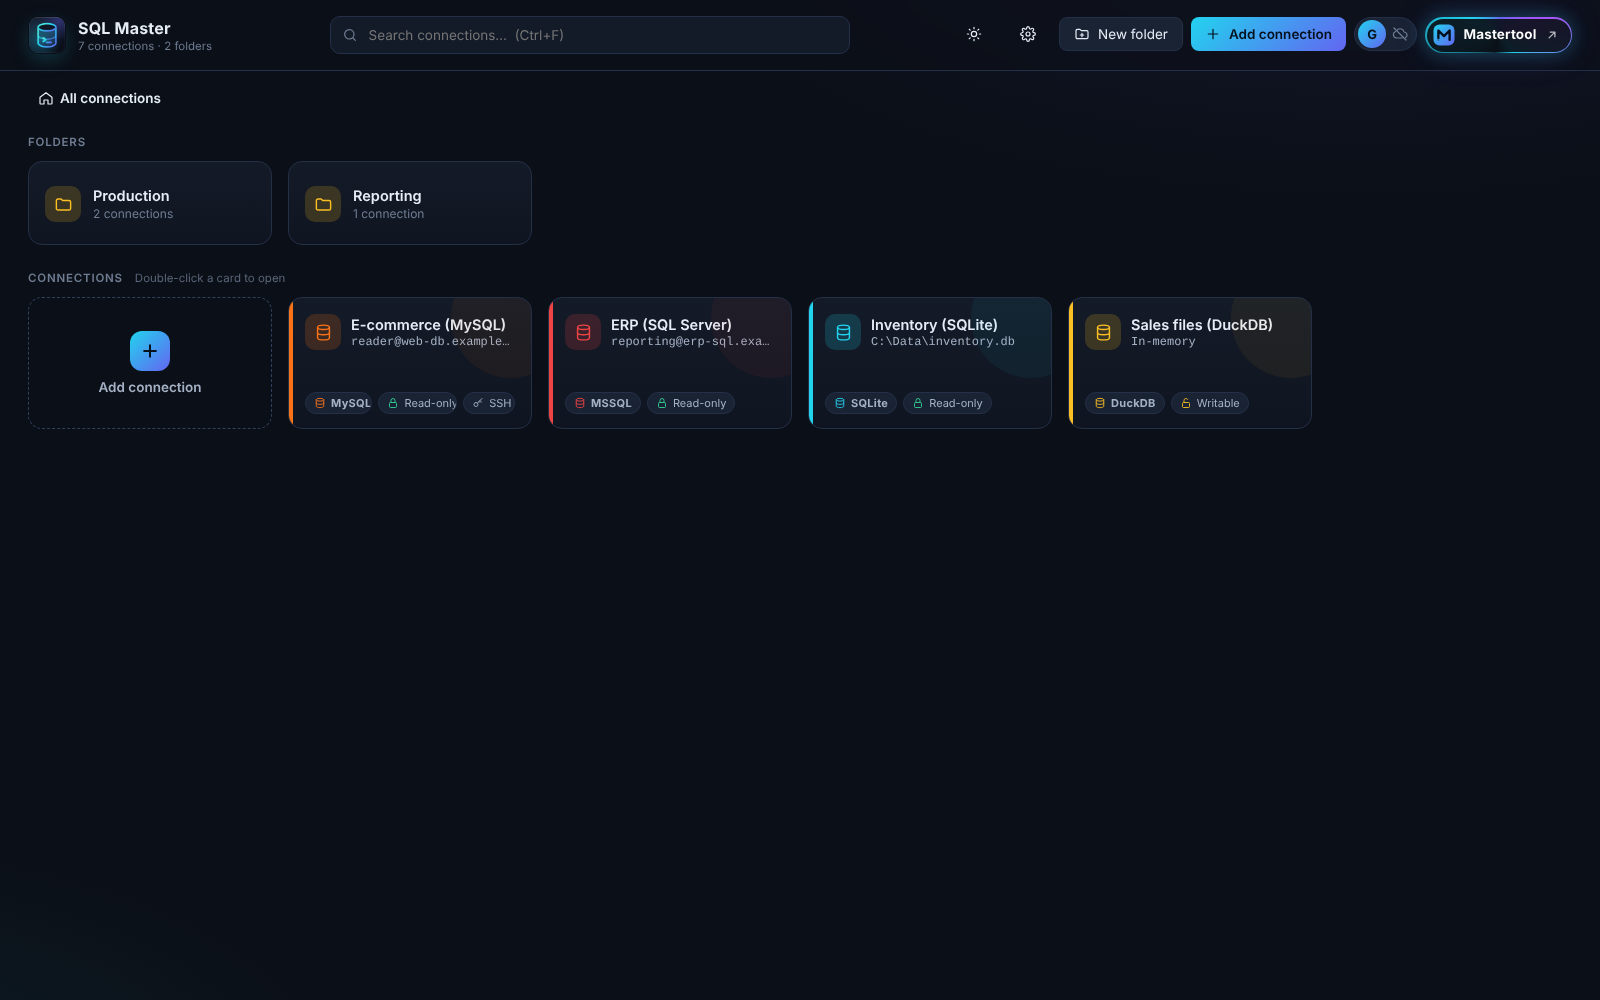 SQL Master
7 connections · 2 folders
Search connections... (Ctrl+F)
New folder
Add connection
G
Mastertool
All connections
FOLDERS
Production
2 connections
Reporting
1 connection
CONNECTIONS Double-click a card to open
Add connection
E-commerce (MySQL)
reader@web-db.example…
MySQL Read-only SSH
ERP (SQL Server)
reporting@erp-sql.exa…
MSSQL Read-only
Inventory (SQLite)
C:\Data\inventory.db
SQLite Read-only
Sales files (DuckDB)
In-memory
DuckDB Writable